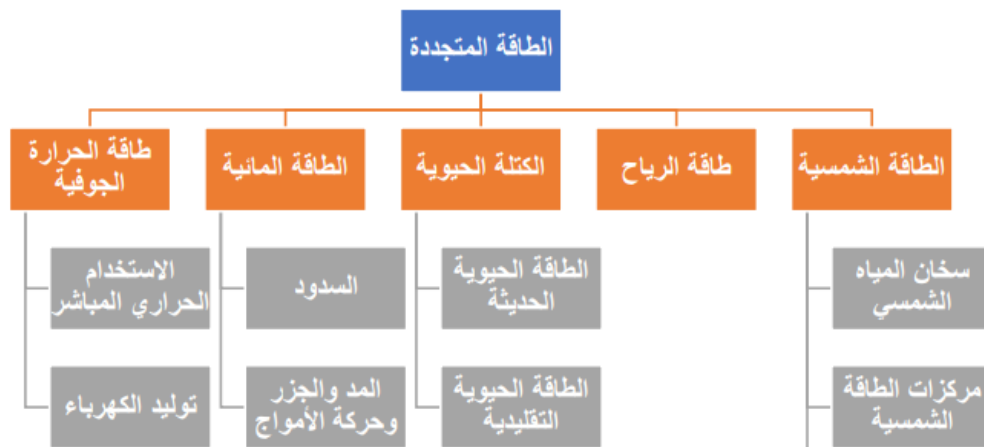 الطاقة المتجددة
الطاقة الشمسية
طاقة الرياح
الكتلة الحيوية
الطاقة المائية
طاقة الحرارة
الجوفية
سخان المياه
الشمسي
الطاقة الحيوية
الحديثة
السدود
الاستخدام
الحراري المباشر
مركزات الطاقة
الشمسية
الطاقة الحيوية
التقليدية
المد والجزر
وحركة الأمواج
توليد الكهرباء